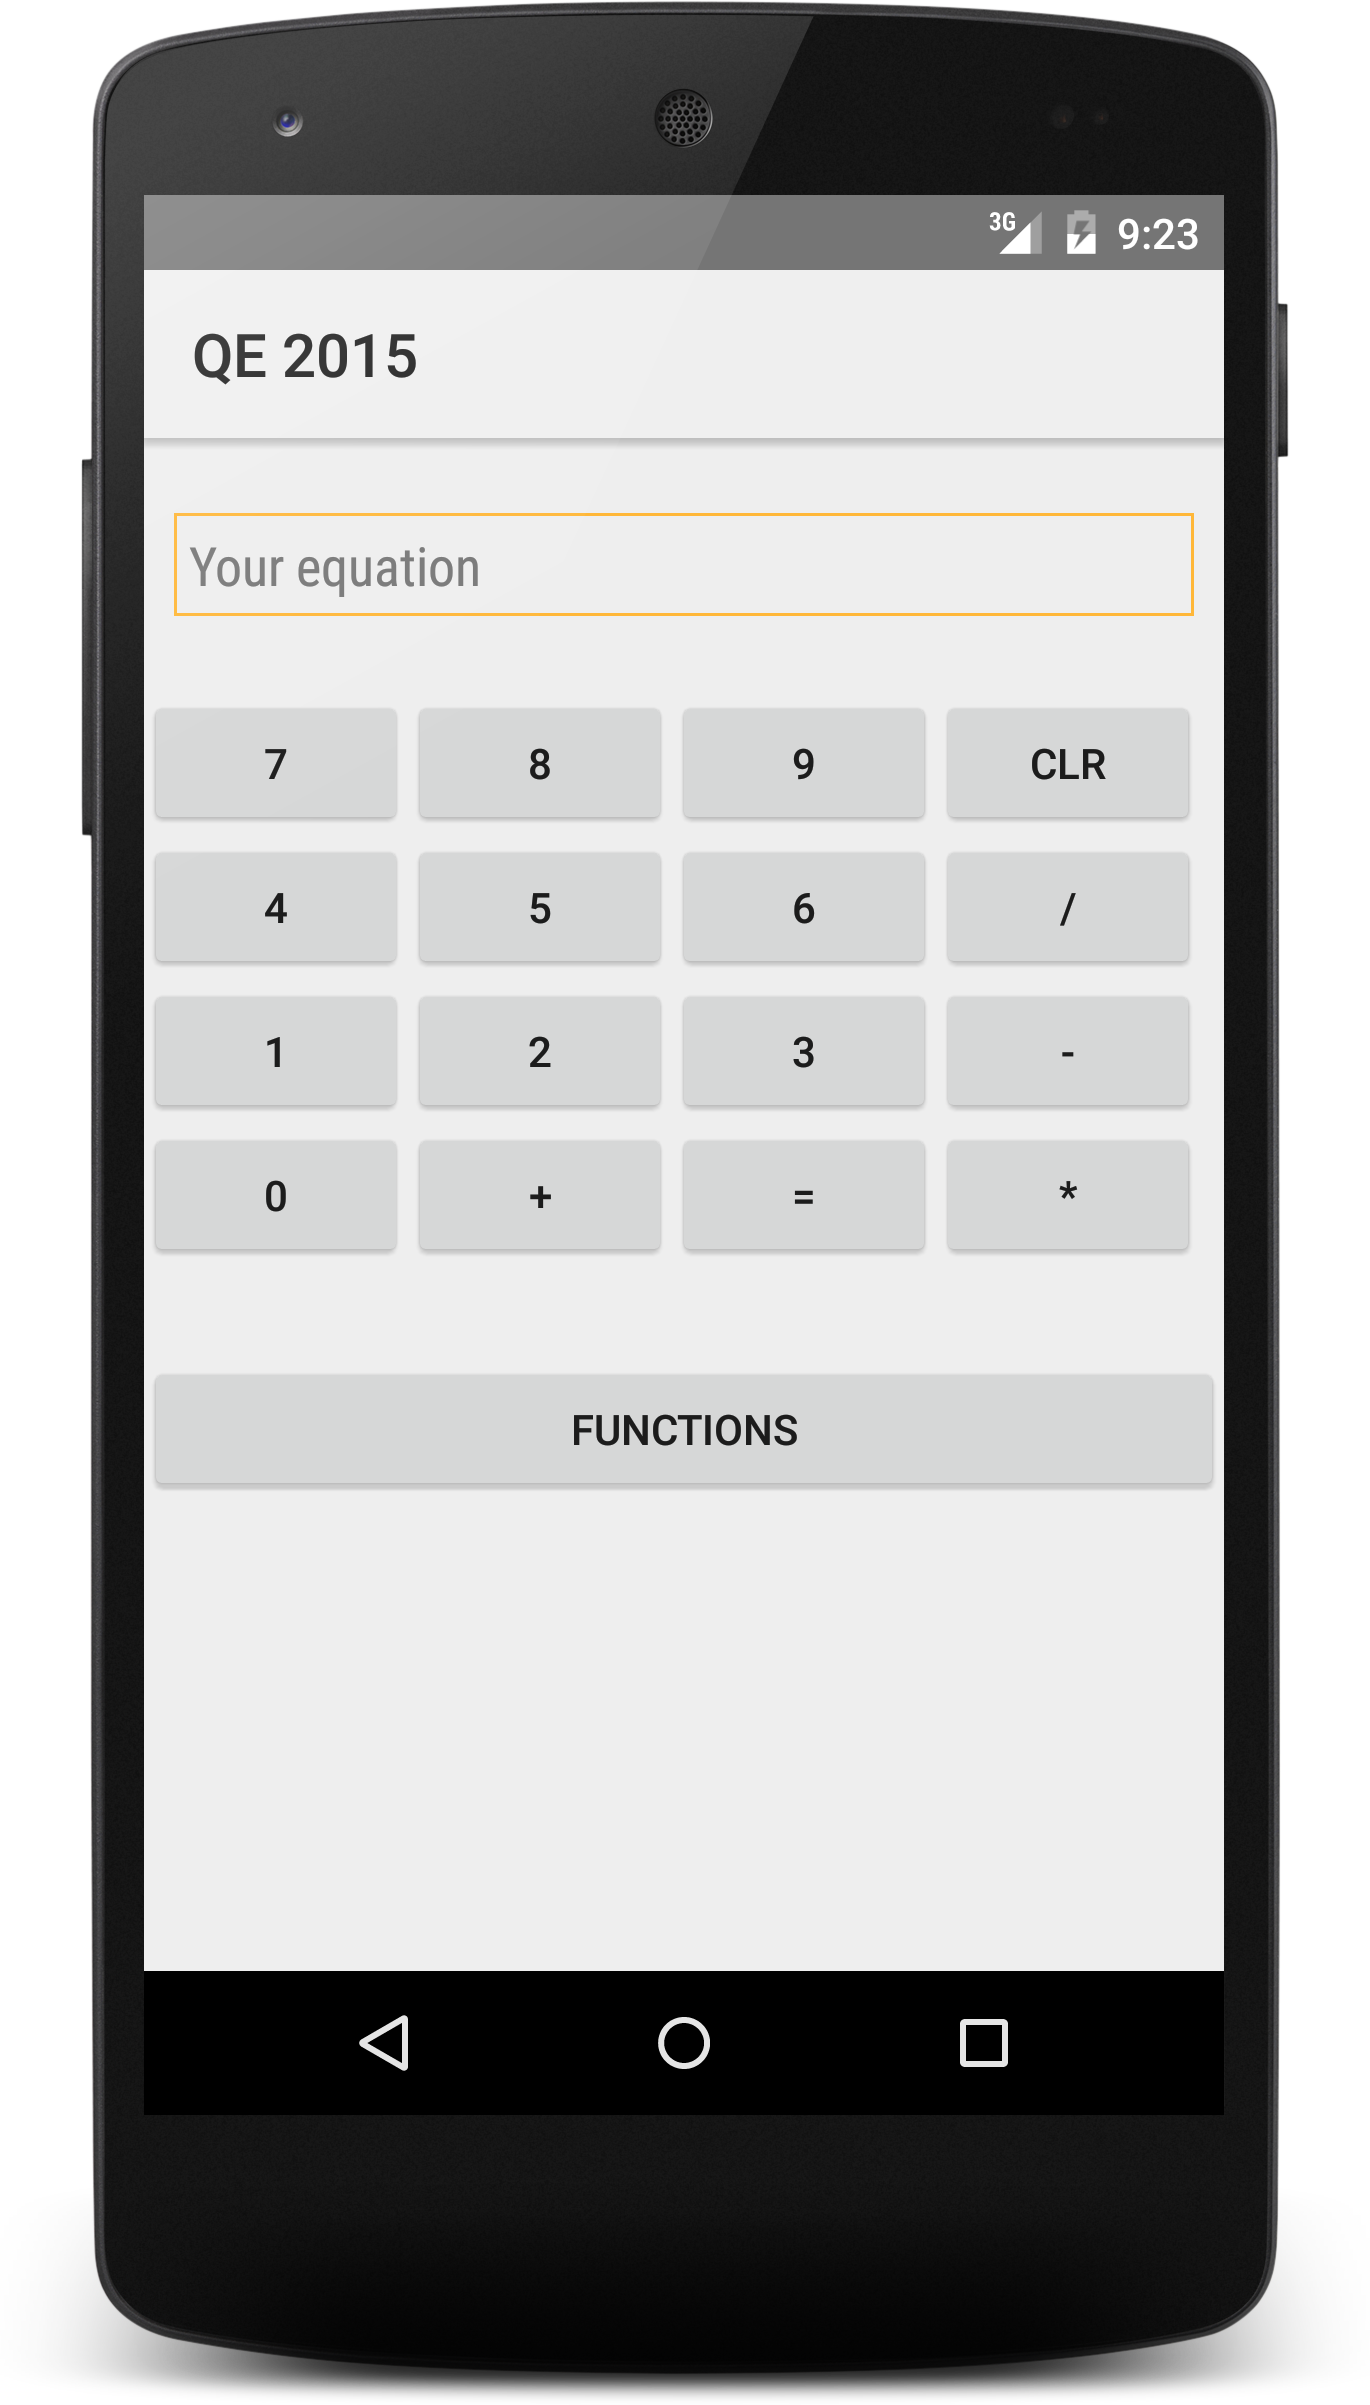 3G 9:23
QE 2015
Your equation
7 8 9 CLR
4 5 6 /
1 2 3 -
0 + = *
FUNCTIONS